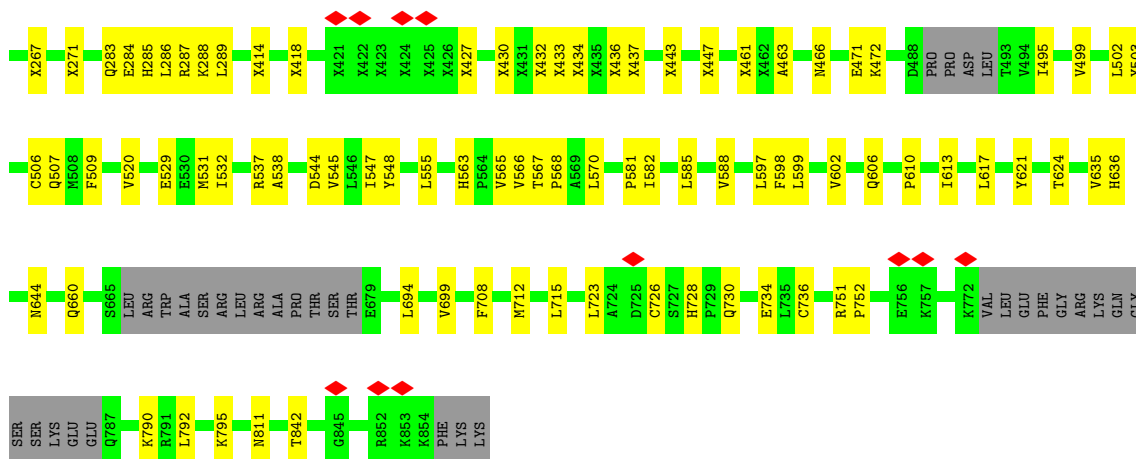 X267 X271 Q283 E284 H285 L286 R287 K288 L289 X414 X418 X421 X422 X423 X424 X425 X426 X427 X430 X431 X432 X433 X434 X435 X436 X437 X443 X447 X461 X462 A463 N466 E471 K472 D488 PRO PRO ASP LEU T493 V494 I495 V499 L502 Y503
C506 Q507 M508 F509 V520 E529 E530 M531 I532 R537 A538 D544 V545 L546 I547 Y548 L555 H563 P564 V565 V566 T567 P568 A569 L570 P581 I582 L585 V588 L597 F598 L599 V602 Q606 P610 I613 L617 Y621 T624 V635 H636
N644 Q660 S665 LEU ARG TRP ALA SER ARG LEU ARG ALA PRO THR SER THR E679 L694 V699 F708 M712 L715 L723 A724 D725 C726 S727 H728 P729 Q730 E734 L735 C736 R751 P752 E756 K757 K772 VAL LEU GLU PHE GLY ARG LYS GLN GLY
SER SER LYS GLU GLU Q787 K790 R791 L792 K795 N811 T842 G845 R852 K853 K854 PHE LYS LYS